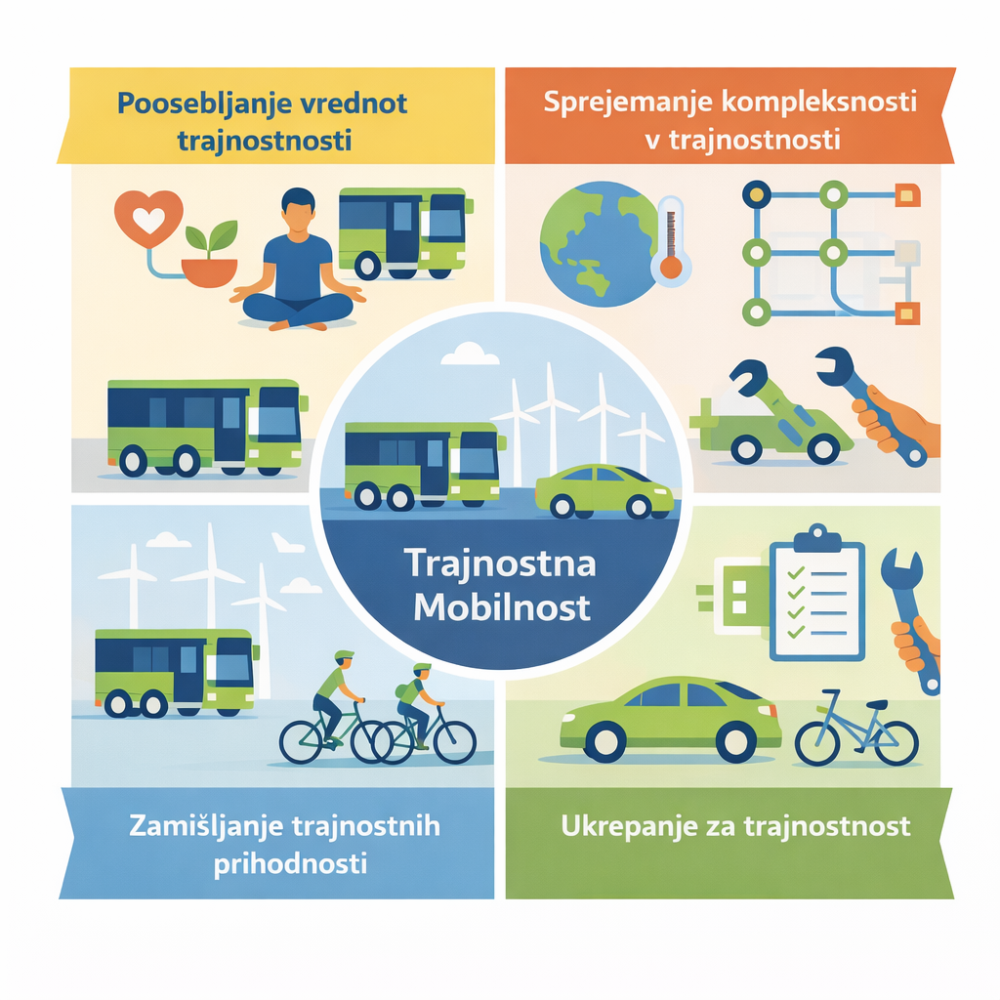 Poosebljanje vrednot
trajnostnosti
Sprejemanje kompleksnosti
v trajnostnosti
Trajnostna
Mobilnost
Zamišljanje trajnostnih
prihodnosti
Ukrepanje za trajnostnost